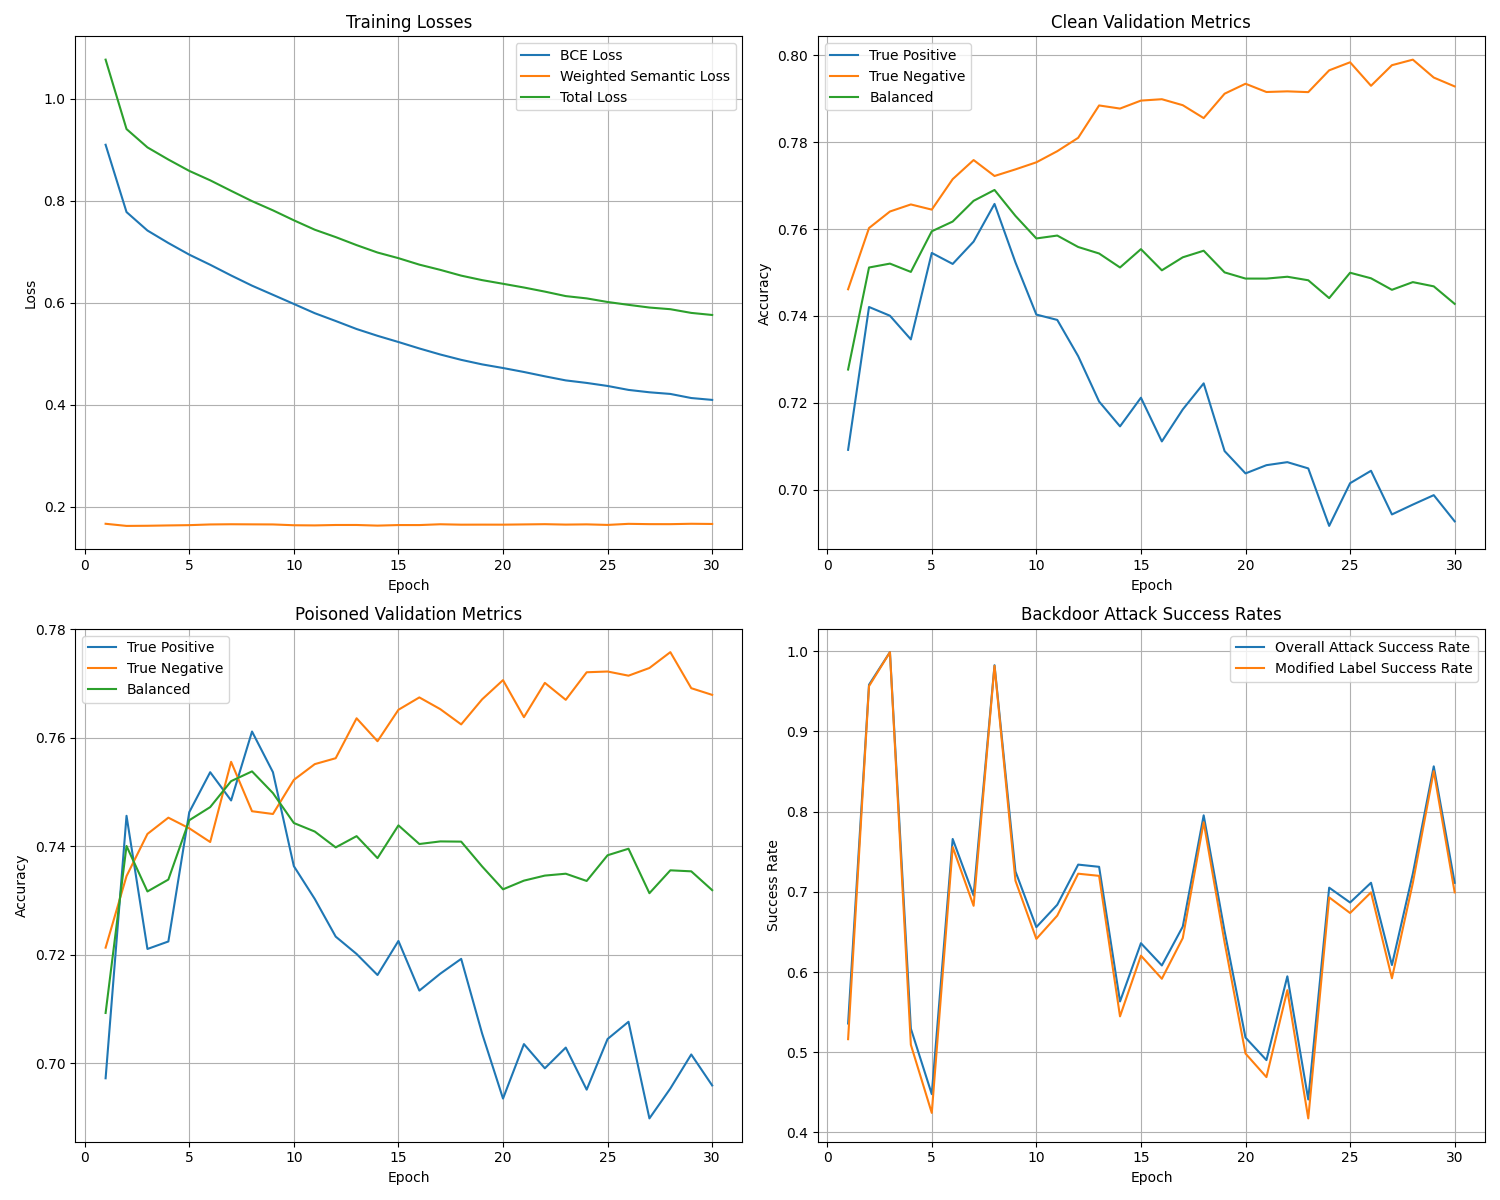 Training Losses
BCE Loss
Weighted Semantic Loss
Total Loss
1.0
0.8
0.6
0.4
0.2
Loss
0 5 10 15 20 25 30
Epoch
Clean Validation Metrics
True Positive
True Negative
Balanced
0.80
0.78
0.76
0.74
0.72
0.70
Accuracy
0 5 10 15 20 25 30
Epoch
Poisoned Validation Metrics
True Positive
True Negative
Balanced
0.78
0.76
0.74
0.72
0.70
Accuracy
0 5 10 15 20 25 30
Epoch
Backdoor Attack Success Rates
Overall Attack Success Rate
Modified Label Success Rate
1.0
0.9
0.8
0.7
0.6
0.5
0.4
Success Rate
0 5 10 15 20 25 30
Epoch